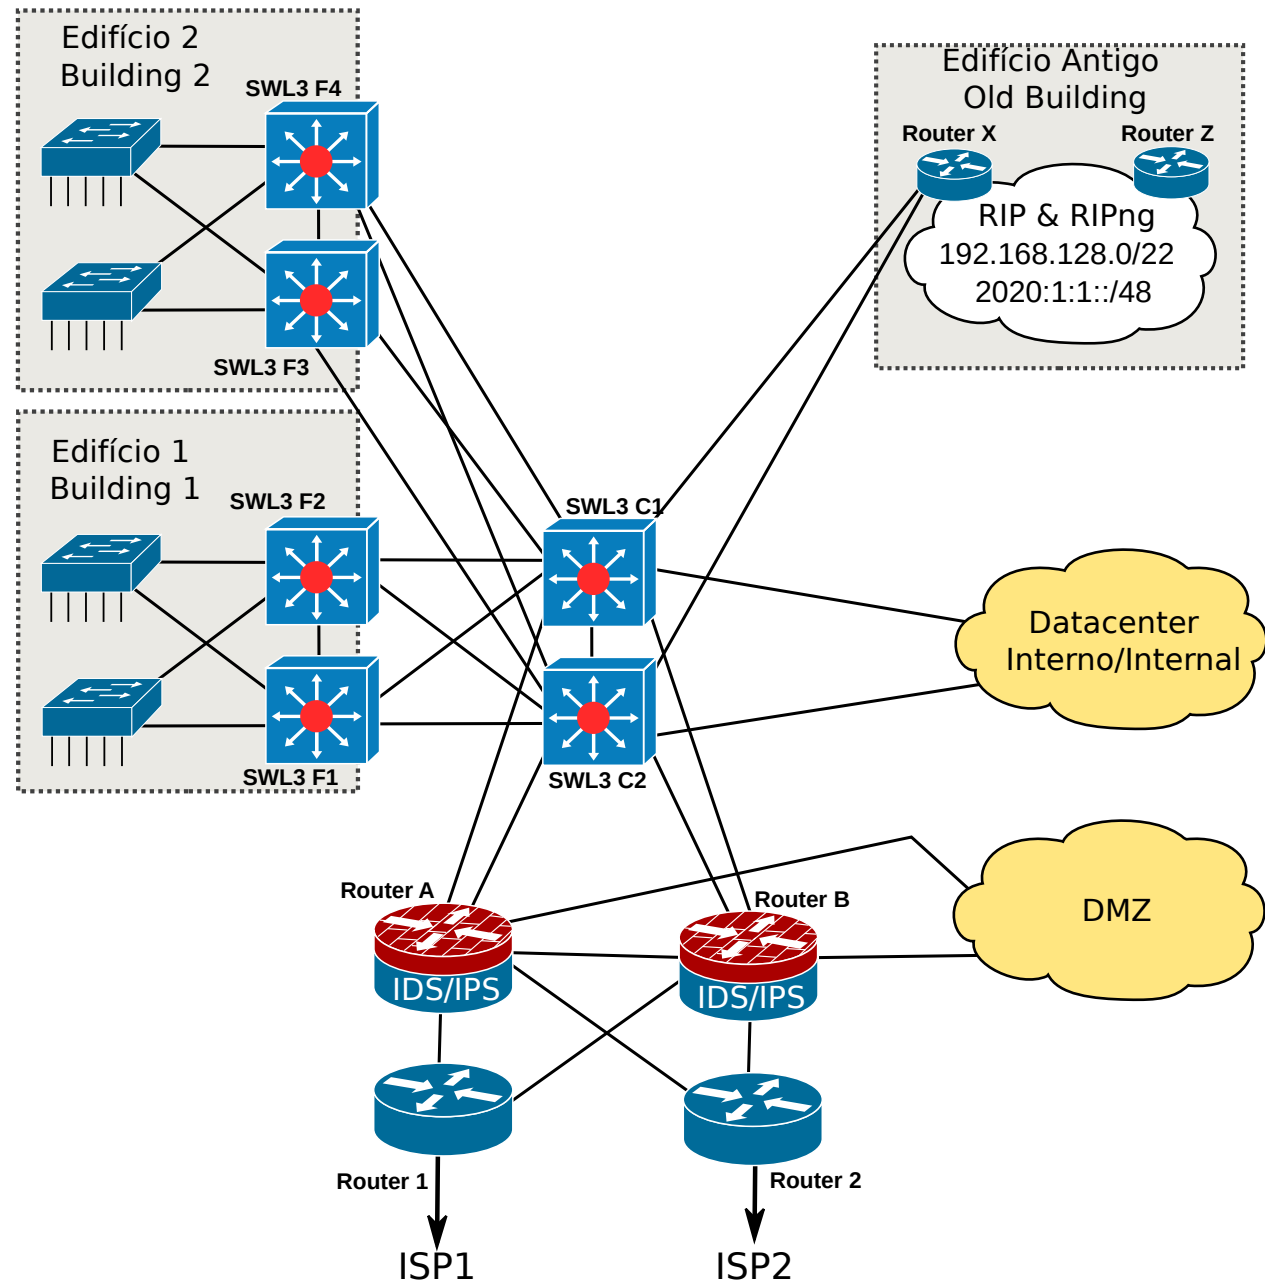 Edifício 2
Building 2
SWL3 F4
SWL3 F3
Edifício Antigo
Old Building
Router X
Router Z
RIP & RIPng
192.168.128.0/22
2020:1:1::/48
Edifício 1
Building 1
SWL3 F2
SWL3 F1
SWL3 C1
SWL3 C2
Datacenter
Interno/Internal
DMZ
Router A
IDS/IPS
Router B
IDS/IPS
Router 1
Router 2
ISP1
ISP2